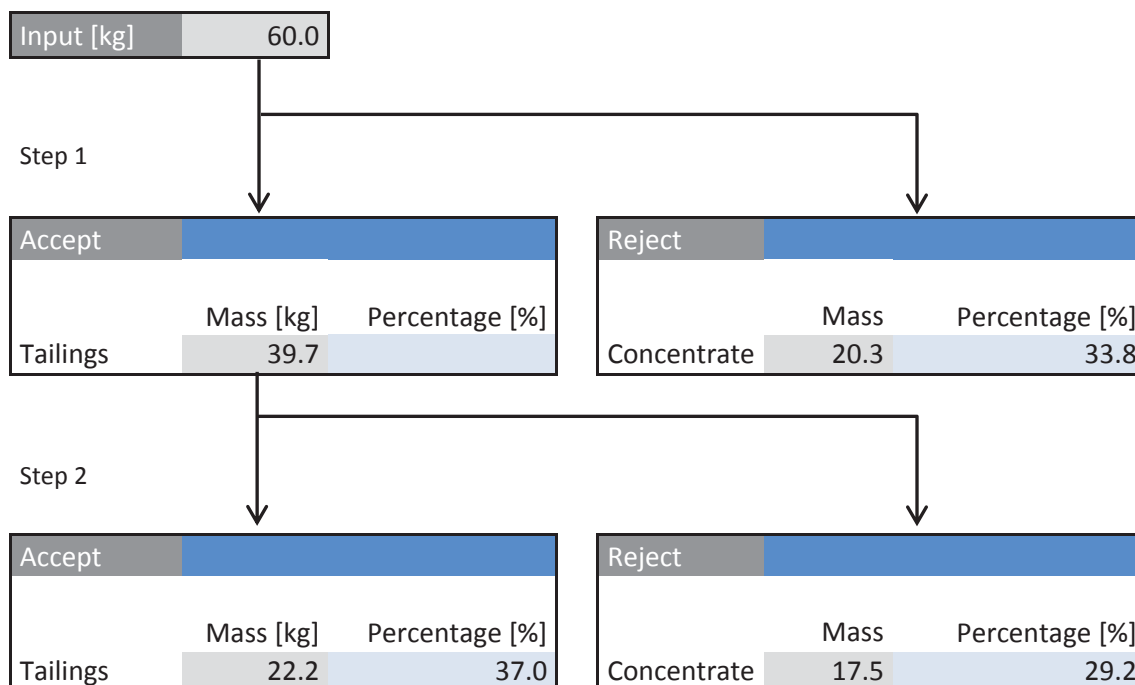 Input [kg] 60.0
Step 1
Accept Reject
Mass [kg] Percentage [%] Mass Percentage [%]
Tailings 39.7 Concentrate 20.3 33.8
Step 2
Accept Reject
Mass [kg] Percentage [%] Mass Percentage [%]
Tailings 22.2 37.0 Concentrate 17.5 29.2